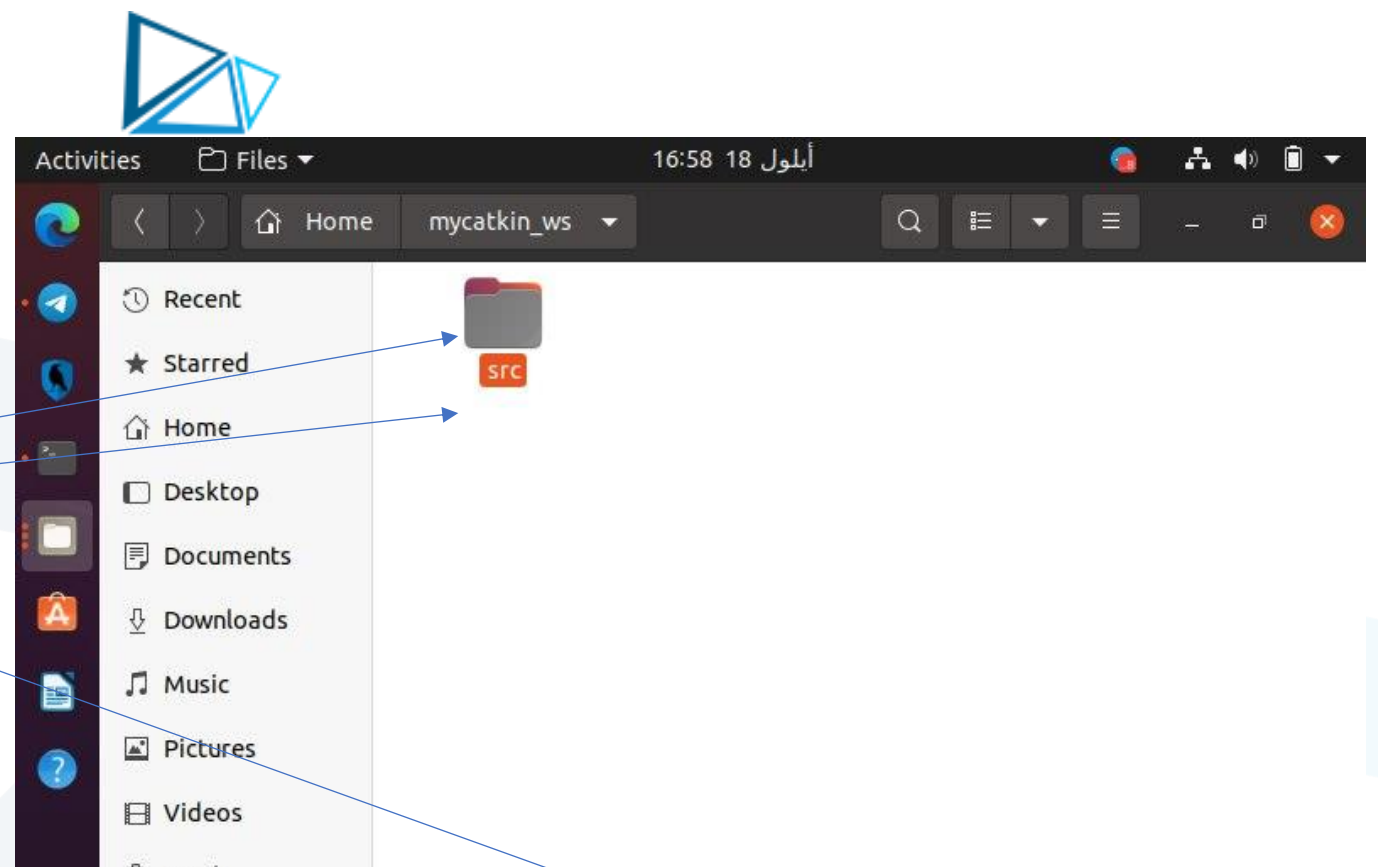 Activities Files 16:58 18 أيلول
Home mycatkin_ws
Recent
src
Starred
Home
Desktop
Documents
Downloads
Music
Pictures
Videos